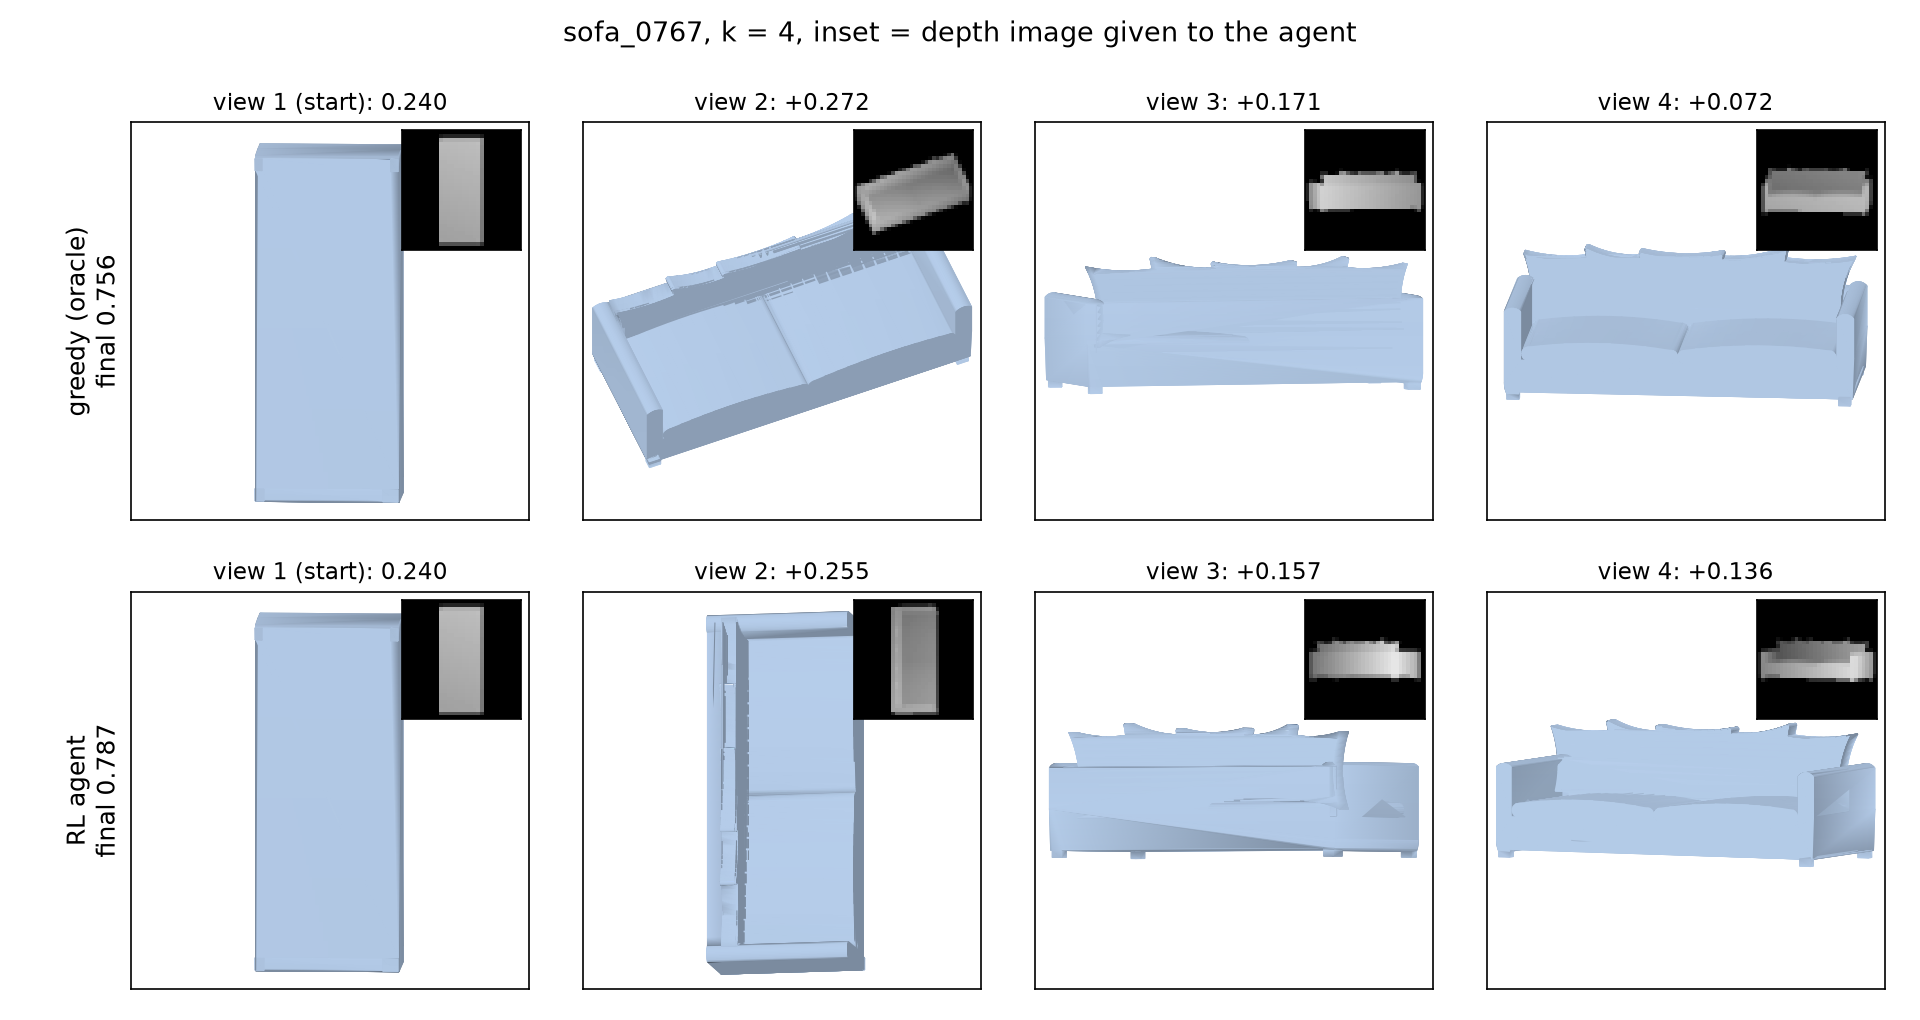 sofa_0767, k = 4, inset = depth image given to the agent
view 1 (start): 0.240
view 2: +0.272
view 3: +0.171
view 4: +0.072
greedy (oracle)
final 0.756
view 1 (start): 0.240
view 2: +0.255
view 3: +0.157
view 4: +0.136
RL agent
final 0.787